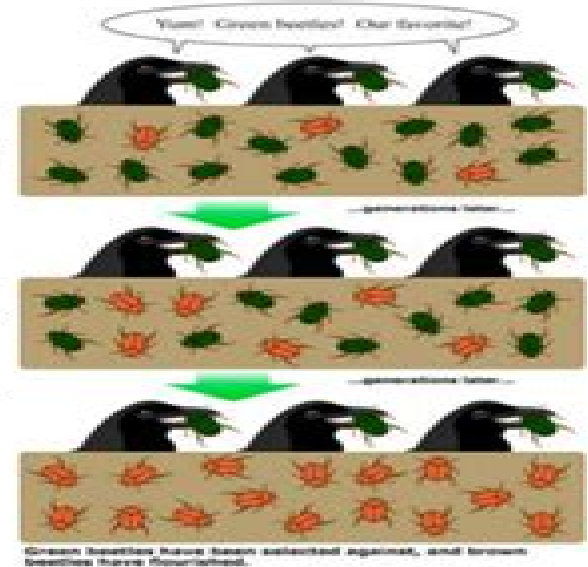 Yum! Green beetles! Our favorite!
...generations later...
...generations later...
Green beetles have been selected against, and brown
beetles have flourished.